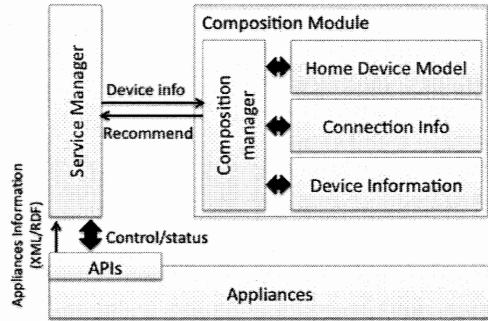 Composition Module
Service Manager
Device info
Recommend
Composition
manager
Home Device Model
Connection Info
Device Information
Appliances Information
(XML/RDF)
Control/status
APIs
Appliances